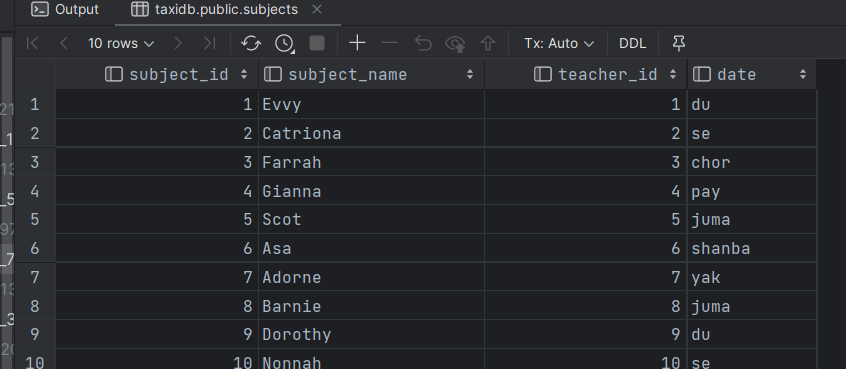 Output taxidb.public.subjects
10 rows Tx: Auto DDL
subject_id subject_name teacher_id date
1 1 Evvy 1 du
2 2 Catriona 2 se
3 3 Farrah 3 chor
4 4 Gianna 4 pay
5 5 Scot 5 juma
6 6 Asa 6 shanba
7 7 Adorne 7 yak
8 8 Barnie 8 juma
9 9 Dorothy 9 du
10 10 Nonnah 10 se